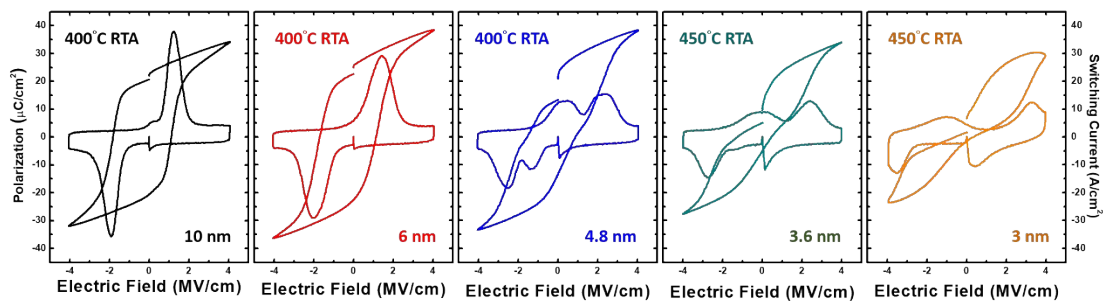 Polarization (μC/cm²)
40
30
20
10
0
-10
-20
-30
-40
400°C RTA
10 nm
-4 -2 0 2 4
Electric Field (MV/cm)
400°C RTA
6 nm
-4 -2 0 2 4
Electric Field (MV/cm)
400°C RTA
4.8 nm
-4 -2 0 2 4
Electric Field (MV/cm)
450°C RTA
3.6 nm
-4 -2 0 2 4
Electric Field (MV/cm)
450°C RTA
3 nm
-4 -2 0 2 4
Electric Field (MV/cm)
40
30
20
10
0
-10
-20
-30
-40
Switching Current (A/cm²)